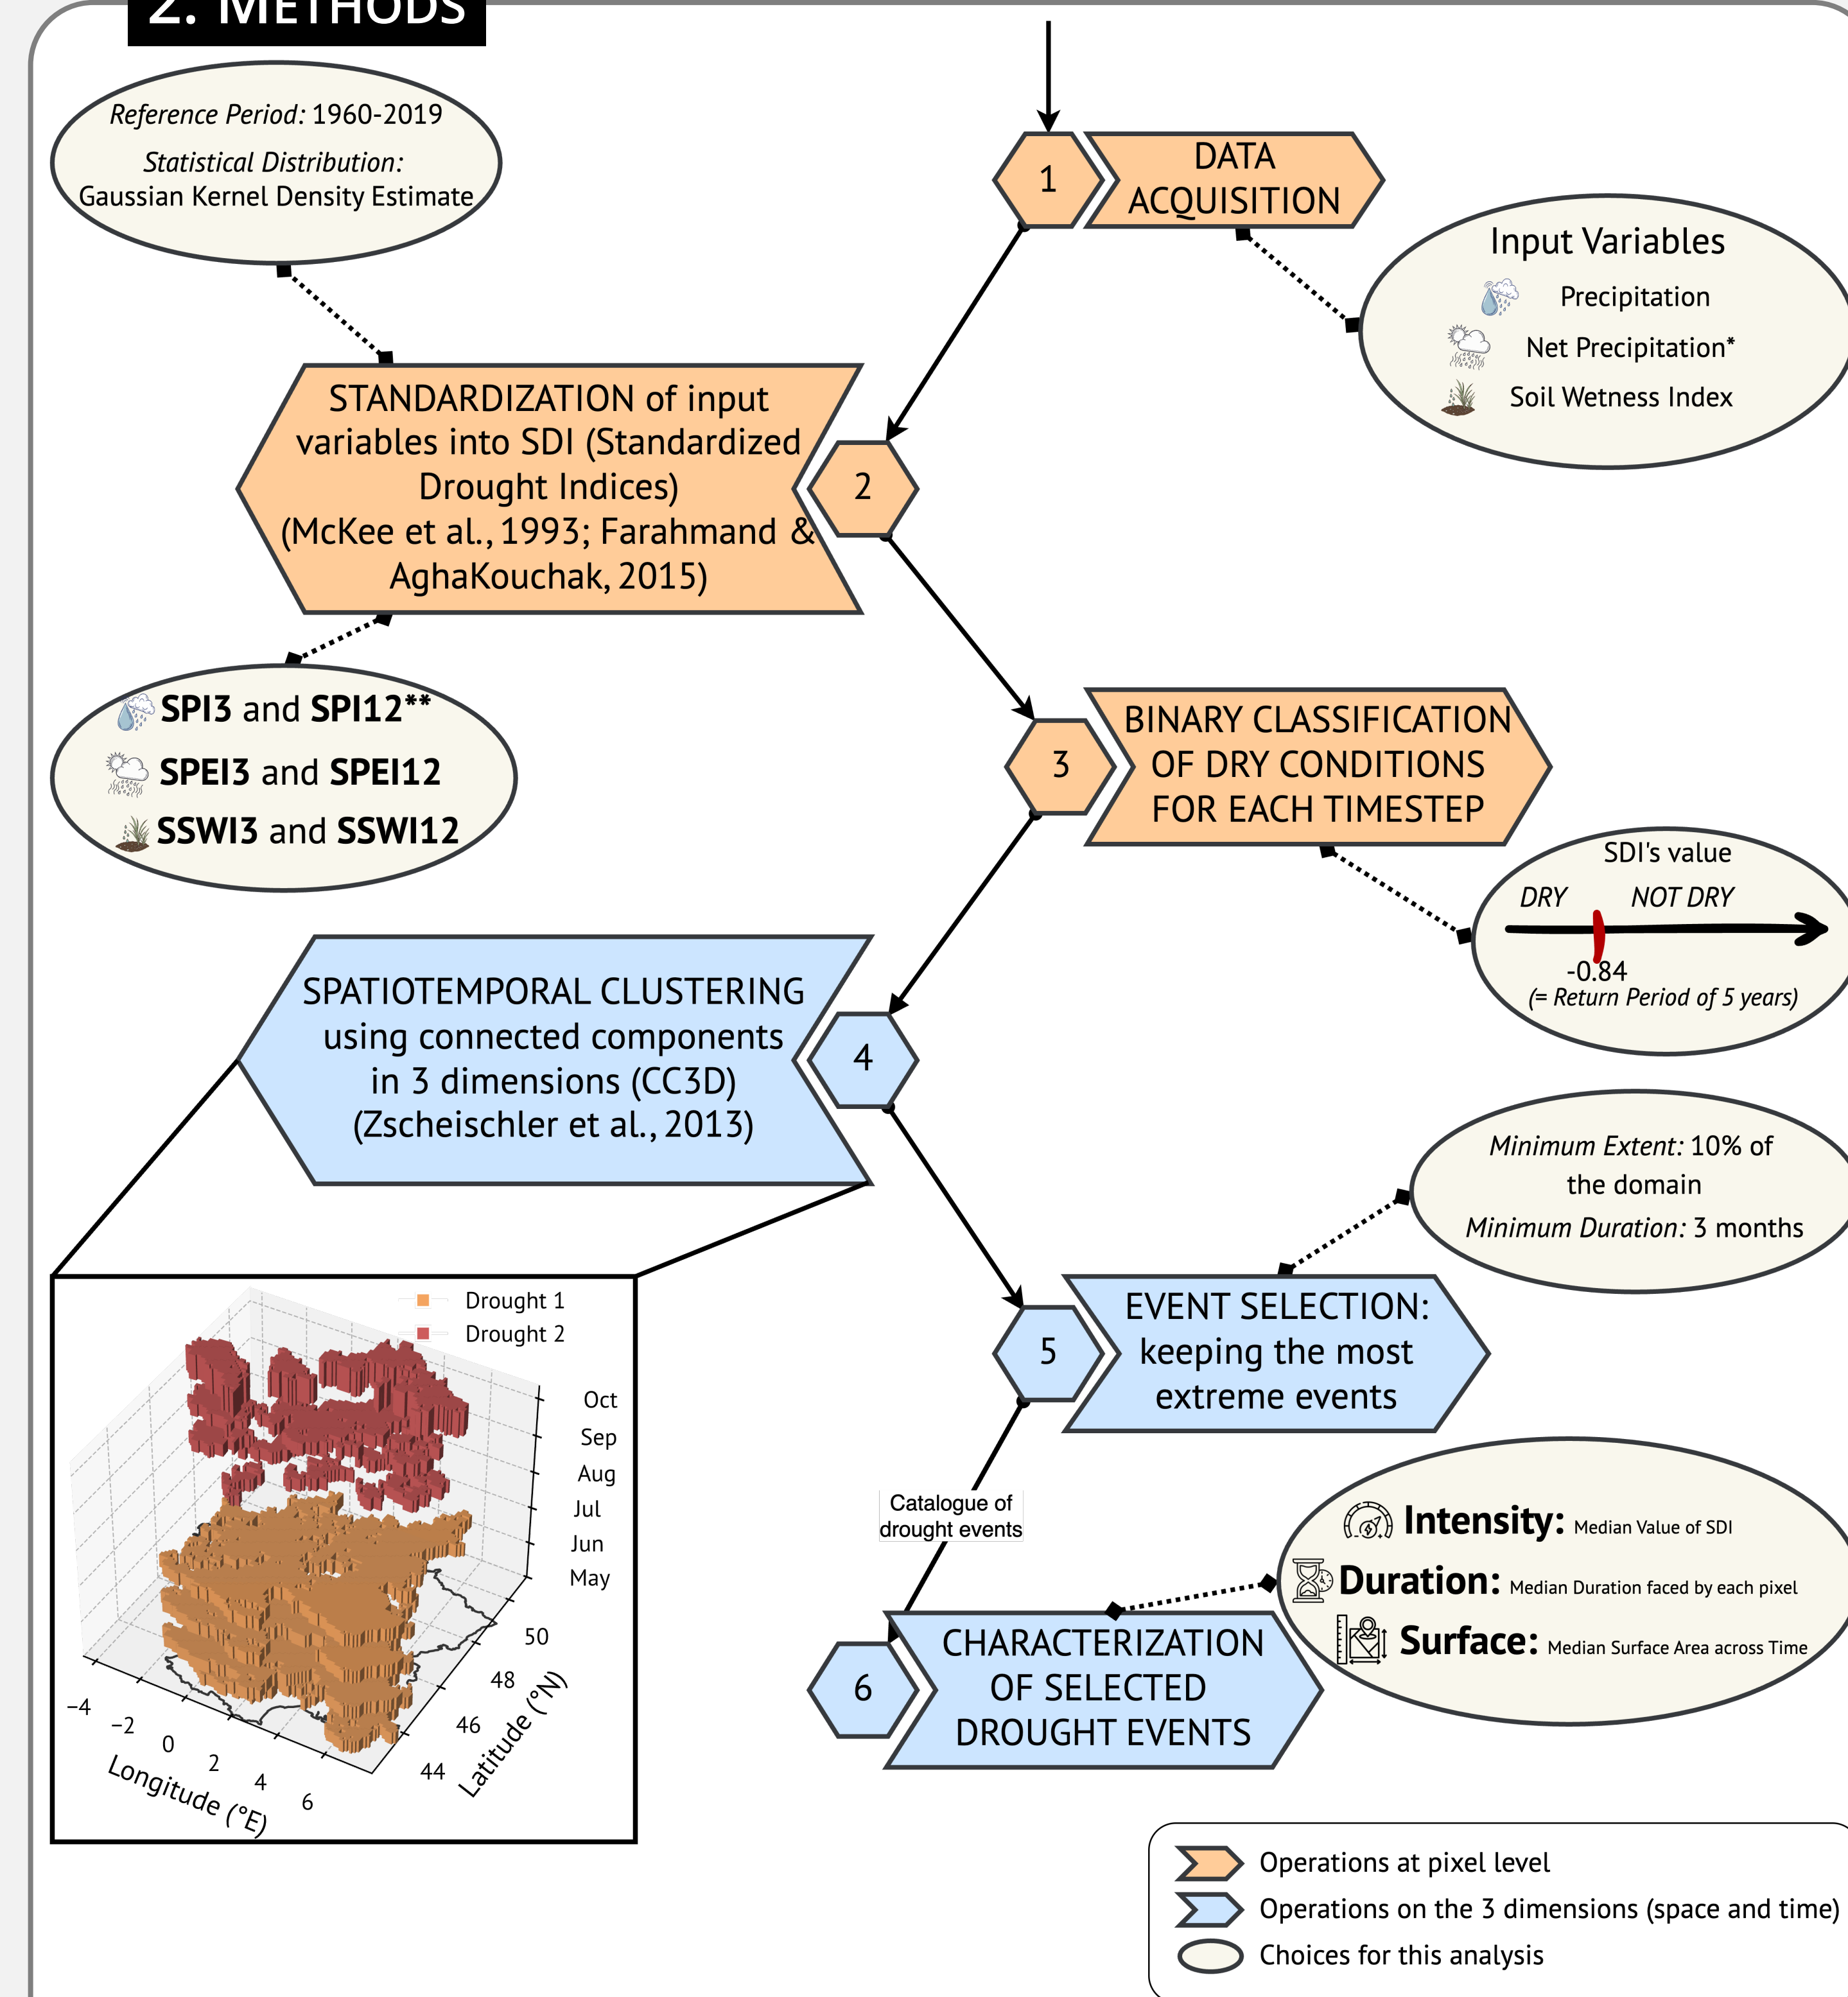 2. METHODS
Reference Period: 1960-2019
Statistical Distribution:
Gaussian Kernel Density Estimate
1
DATA
ACQUISITION
Input Variables
Precipitation
Net Precipitation*
Soil Wetness Index
STANDARDIZATION of input
variables into SDI (Standardized
Drought Indices)
(McKee et al., 1993; Farahmand &
AghaKouchak, 2015)
2
SPI3 and SPI12**
SPEI3 and SPEI12
SSWI3 and SSWI12
3
BINARY CLASSIFICATION
OF DRY CONDITIONS
FOR EACH TIMESTEP
SDI's value
DRY NOT DRY
-0.84
(= Return Period of 5 years)
SPATIOTEMPORAL CLUSTERING
using connected components
in 3 dimensions (CC3D)
(Zscheischler et al., 2013)
4
Minimum Extent: 10% of
the domain
Minimum Duration: 3 months
5
EVENT SELECTION:
keeping the most
extreme events
Drought 1
Drought 2
Oct
Sep
Aug
Jul
Jun
May
50
48
46
44
Latitude (°N)
−4
−2
0
2
4
6
Longitude (°E)
Catalogue of
drought events
Intensity: Median Value of SDI
Duration: Median Duration faced by each pixel
Surface: Median Surface Area across Time
6
CHARACTERIZATION
OF SELECTED
DROUGHT EVENTS
Operations at pixel level
Operations on the 3 dimensions (space and time)
Choices for this analysis